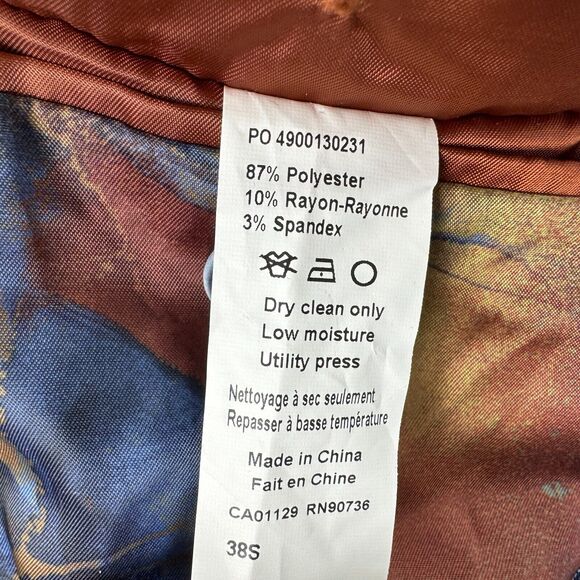 PO 4900130231
87% Polyester
10% Rayon-Rayonne
3% Spandex
Dry clean only
Low moisture
Utility press
Nettoyage à sec seulement
Repasser à basse température
Made in China
Fait en Chine
CA01129 RN90736
38S